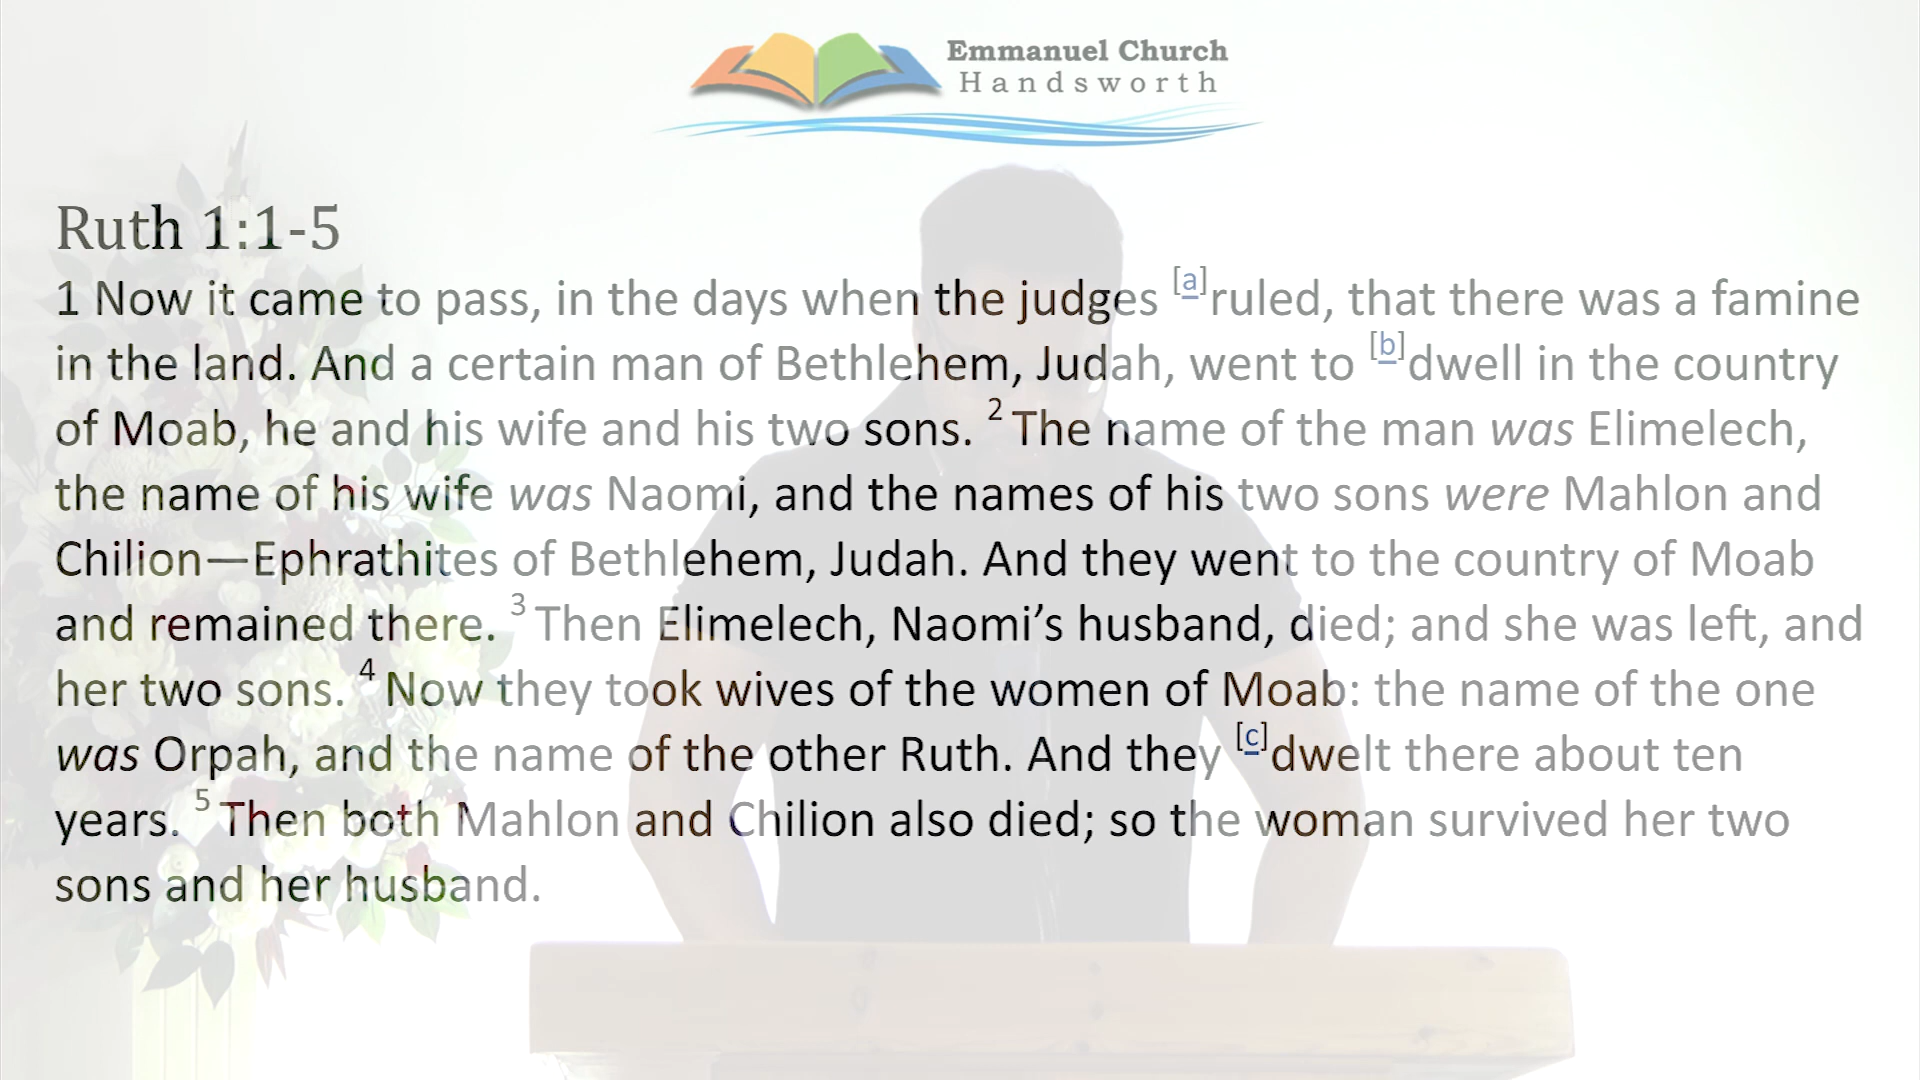 Emmanuel Church
Handsworth
Ruth 1:1-5
1 Now it came to pass, in the days when the judges [a]ruled, that there was a famine
in the land. And a certain man of Bethlehem, Judah, went to [b]dwell in the country
of Moab, he and his wife and his two sons. 2 The name of the man was Elimelech,
the name of his wife was Naomi, and the names of his two sons were Mahlon and
Chilion—Ephrathites of Bethlehem, Judah. And they went to the country of Moab
and remained there. 3 Then Elimelech, Naomi’s husband, died; and she was left, and
her two sons. 4 Now they took wives of the women of Moab: the name of the one
was Orpah, and the name of the other Ruth. And they [c]dwelt there about ten
years. 5 Then both Mahlon and Chilion also died; so the woman survived her two
sons and her husband.